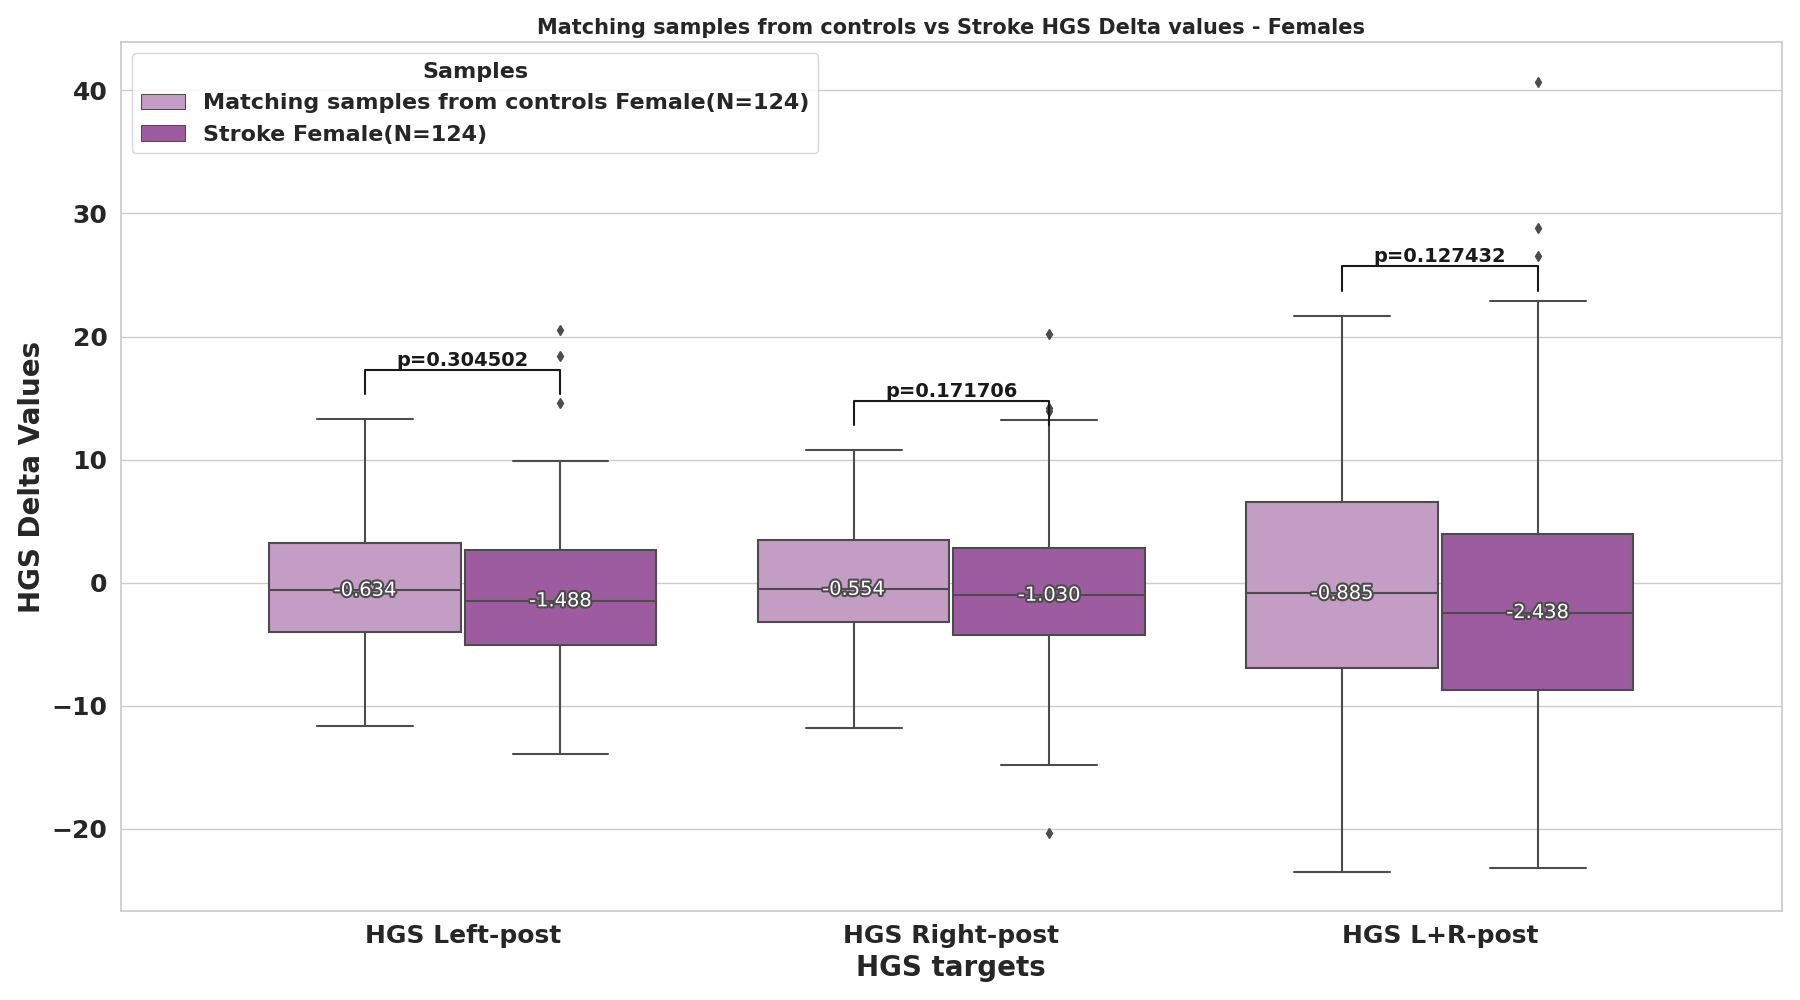 Matching samples from controls vs Stroke HGS Delta values - Females
Samples
Matching samples from controls Female(N=124)
Stroke Female(N=124)
HGS Delta Values
40
30
20
10
0
−10
−20
p=0.304502
p=0.171706
p=0.127432
-0.634
-1.488
-0.554
-1.030
-0.885
-2.438
HGS Left-post
HGS Right-post
HGS L+R-post
HGS targets